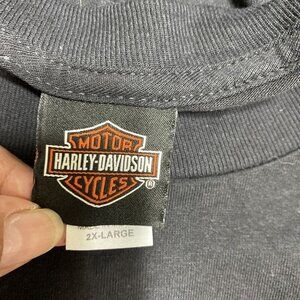 MOTOR
HARLEY-DAVIDSON
CYCLES
®
2X-LARGE